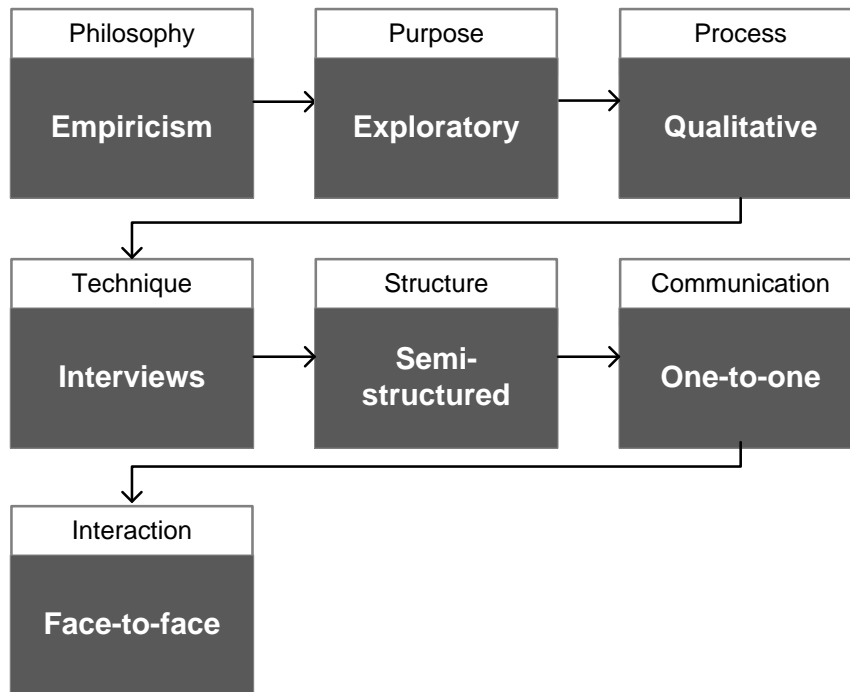 Philosophy
Empiricism
Purpose
Exploratory
Process
Qualitative
Technique
Interviews
Structure
Semi-
structured
Communication
One-to-one
Interaction
Face-to-face